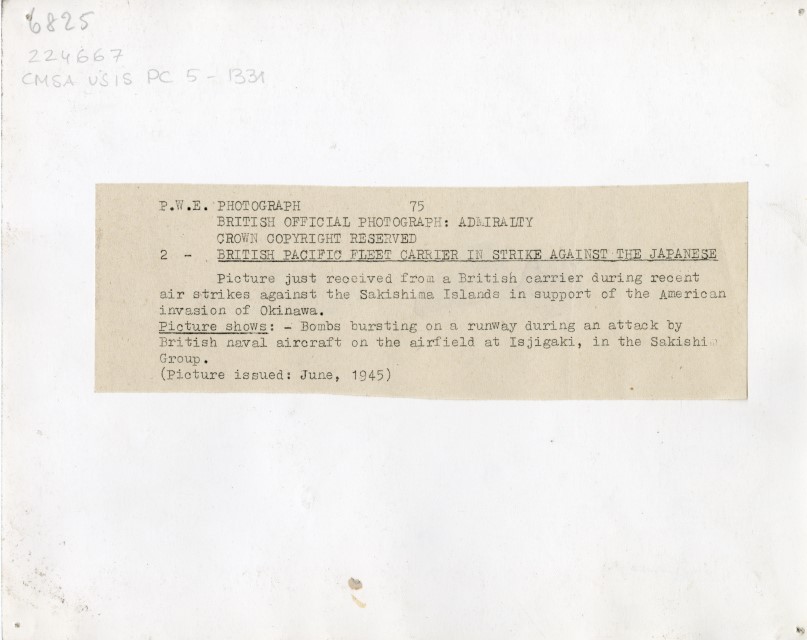 6825
224667
CMSA USIS PC 5 - 1331
P.W.E. PHOTOGRAPH 75
BRITISH OFFICIAL PHOTOGRAPH: ADMIRALTY
CROWN COPYRIGHT RESERVED
2 - BRITISH PACIFIC FLEET CARRIER IN STRIKE AGAINST THE JAPANESE
Picture just received from a British carrier during recent
air strikes against the Sakishima Islands in support of the American
invasion of Okinawa.
Picture shows: - Bombs bursting on a runway during an attack by
British naval aircraft on the airfield at Isjigaki, in the Sakishi
Group.
(Picture issued: June, 1945)